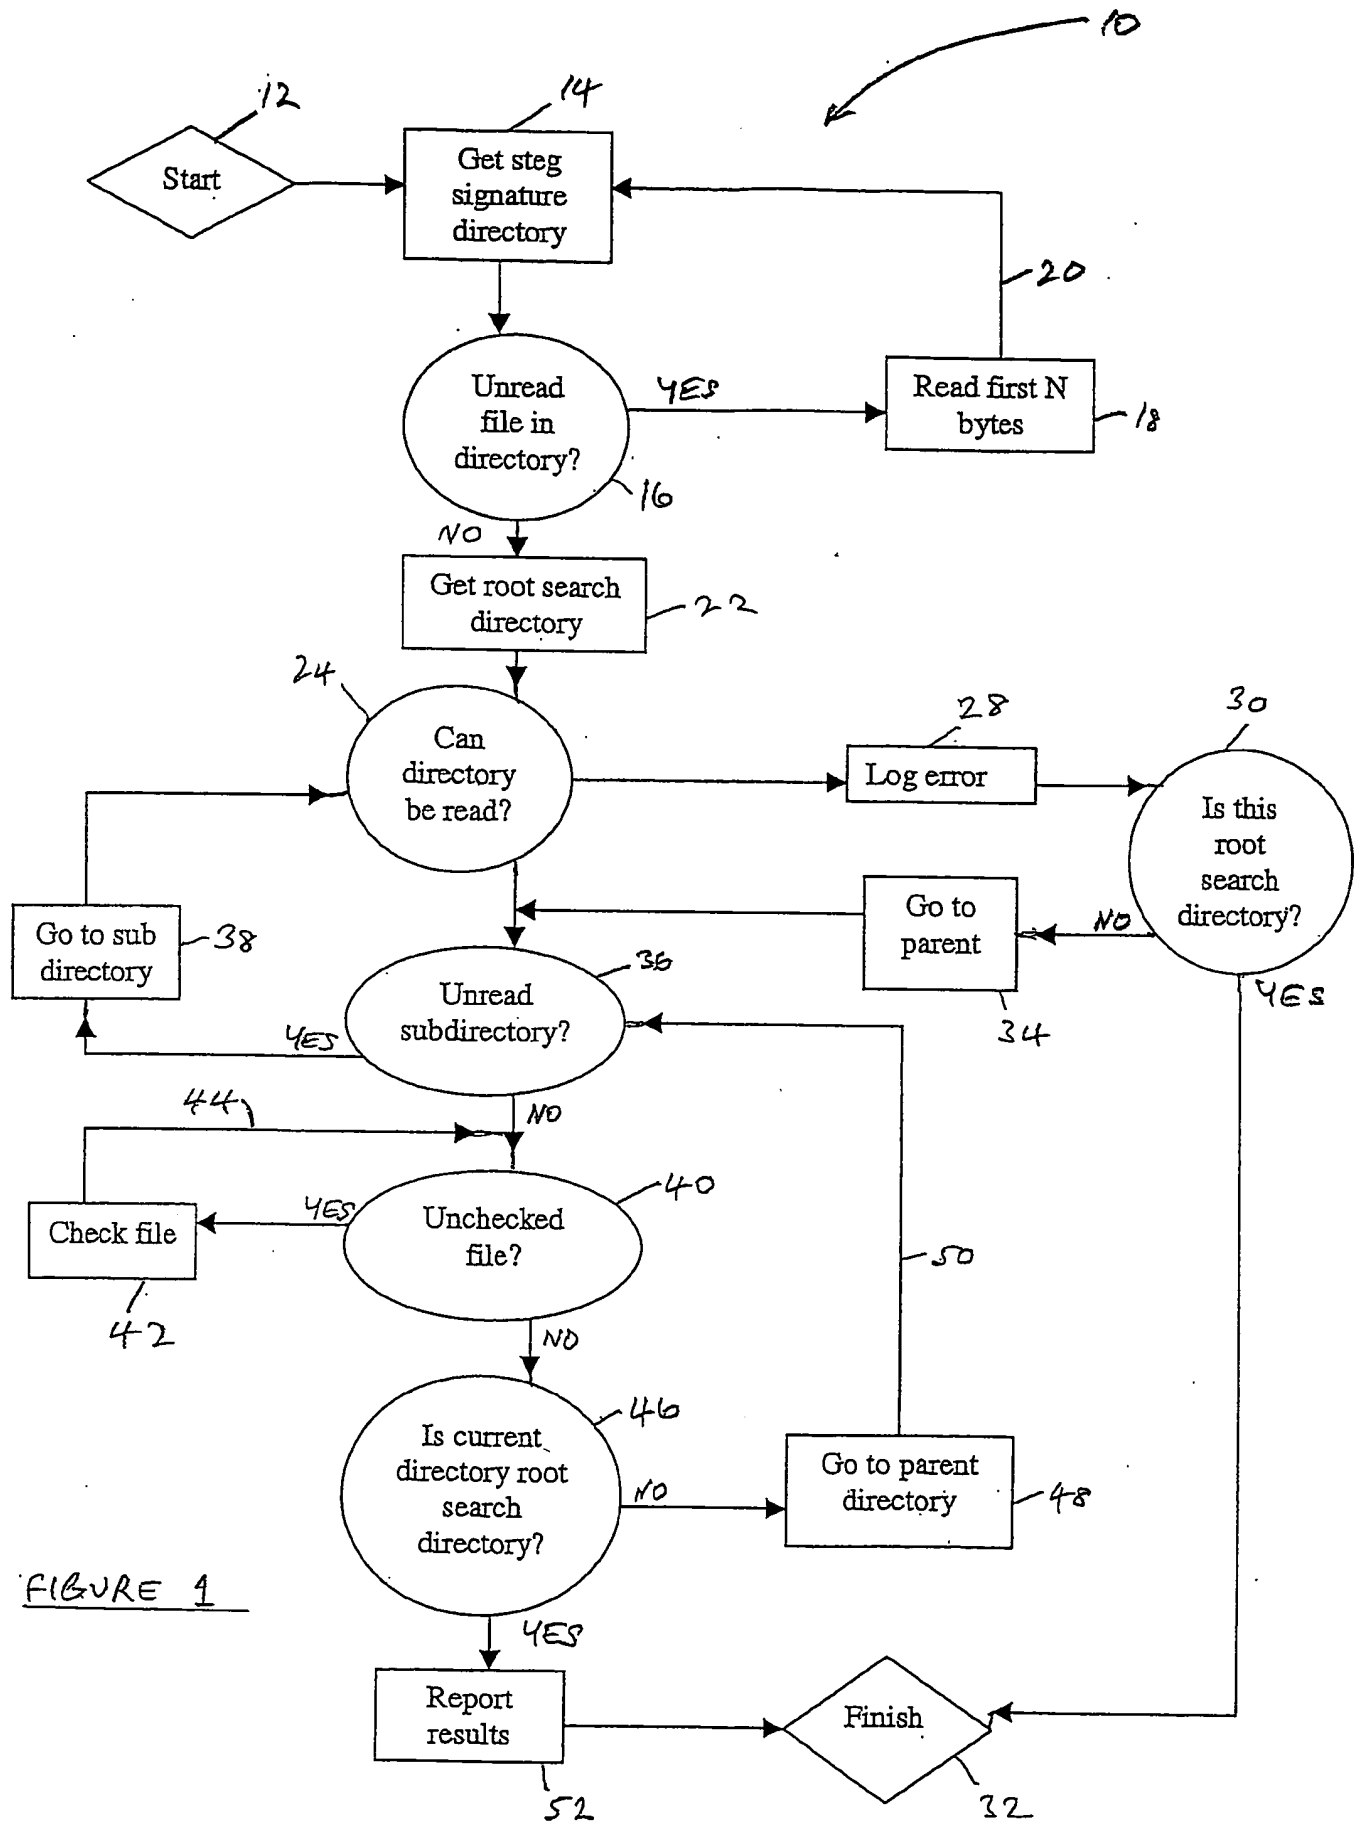 10
12
14
Start
Get steg
signature
directory
20
Unread
file in
directory?
YES
Read first N
bytes
18
16
NO
Get root search
directory
22
24
Can
directory
be read?
28
Log error
30
Is this
root
search
directory?
Go to
parent
NO
YES
34
Go to sub
directory
38
36
Unread
subdirectory?
YES
NO
44
40
Unchecked
file?
YES
Check file
42
50
NO
46
Is current
directory root
search
directory?
NO
Go to parent
directory
48
FIGURE 1
YES
Report
results
52
Finish
32